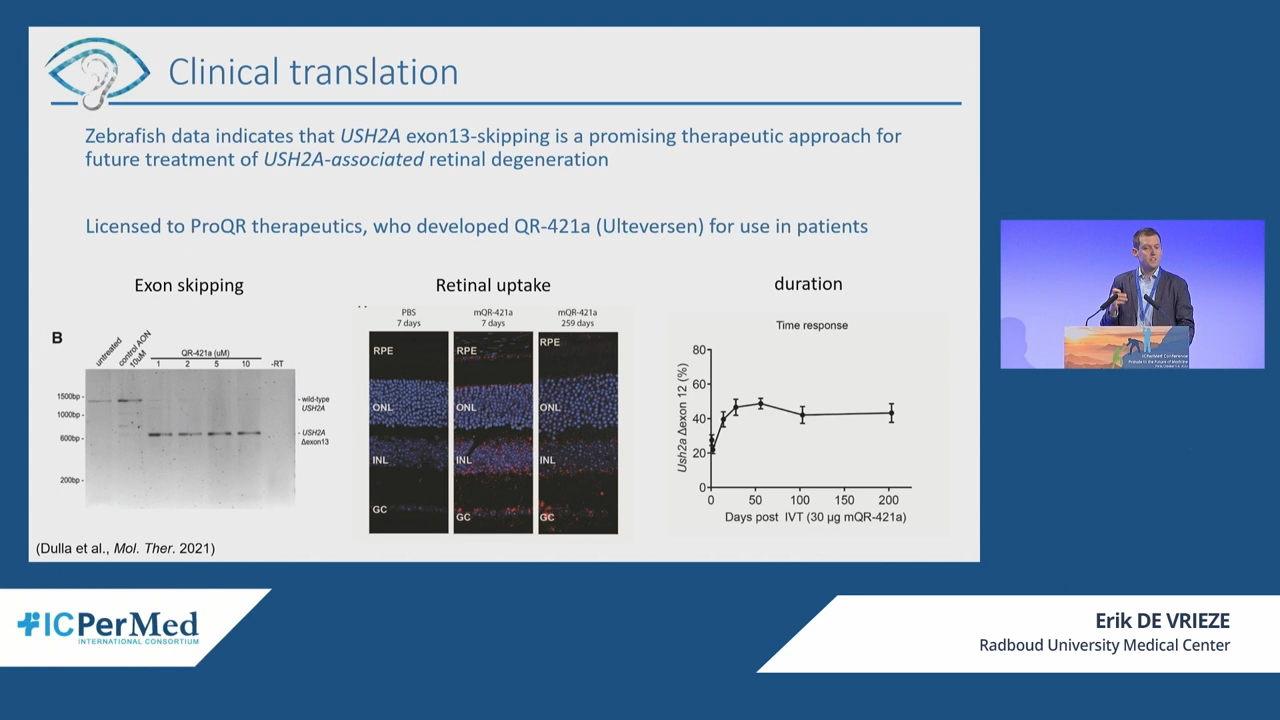 Clinical translation
Zebrafish data indicates that USH2A exon13-skipping is a promising therapeutic approach for
future treatment of USH2A-associated retinal degeneration
Licensed to ProQR therapeutics, who developed QR-421a (Ulteversen) for use in patients
Exon skipping
B
untreated
control AON
10uM
QR-421a (uM)
1 2 5 10 -RT
1500bp -
1000bp -
600bp -
200bp -
- wild-type
USH2A
- USH2A
Δexon13
(Dulla et al., Mol. Ther. 2021)
Retinal uptake
PBS
7 days
mQR-421a
7 days
mQR-421a
259 days
RPE RPE RPE
ONL ONL ONL
INL INL INL
GC GC GC
duration
Time response
Ush2a Δexon 12 (%)
80
60
40
20
0
0 50 100 150 200
Days post IVT (30 µg mQR-421a)
ICPerMed Conference
ICPerMed
INTERNATIONAL CONSORTIUM
Erik DE VRIEZE
Radboud University Medical Center